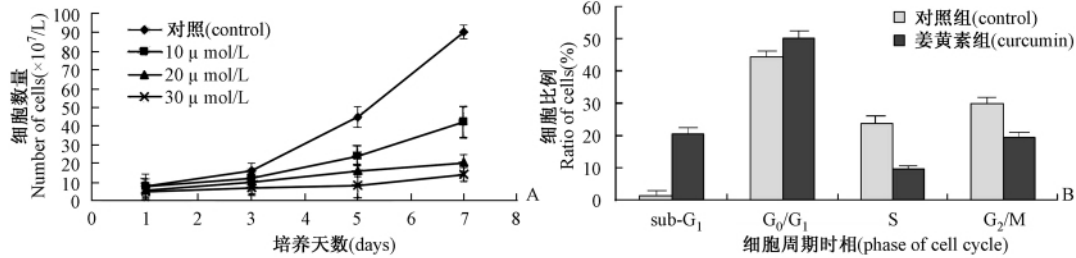 细胞数量
Number of cells(×10⁷/L)
100
90
80
70
60
50
40
30
20
10
0
0 1 2 3 4 5 6 7 8
培养天数(days)
对照(control)
10 μ mol/L
20 μ mol/L
30 μ mol/L
A
细胞比例
Ratio of cells(%)
60
50
40
30
20
10
0
对照组(control)
姜黄素组(curcumin)
sub-G₁ G₀/G₁ S G₂/M
细胞周期时相(phase of cell cycle)
B